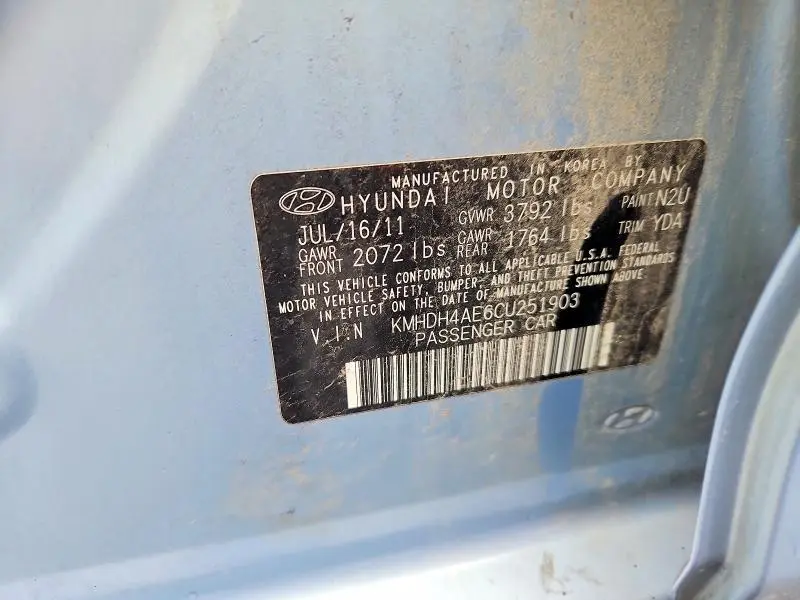 MANUFACTURED IN KOREA BY
HYUNDAI MOTOR COMPANY
JUL/16/11 GVWR 3792 lbs PAINT N2U
GAWR FRONT 2072 lbs GAWR REAR 1764 lbs TRIM YDA
THIS VEHICLE CONFORMS TO ALL APPLICABLE U.S.A. FEDERAL
MOTOR VEHICLE SAFETY, BUMPER, AND THEFT PREVENTION STANDARDS
IN EFFECT ON THE DATE OF MANUFACTURE SHOWN ABOVE
V.I.N KMHDH4AE6CU251903
PASSENGER CAR